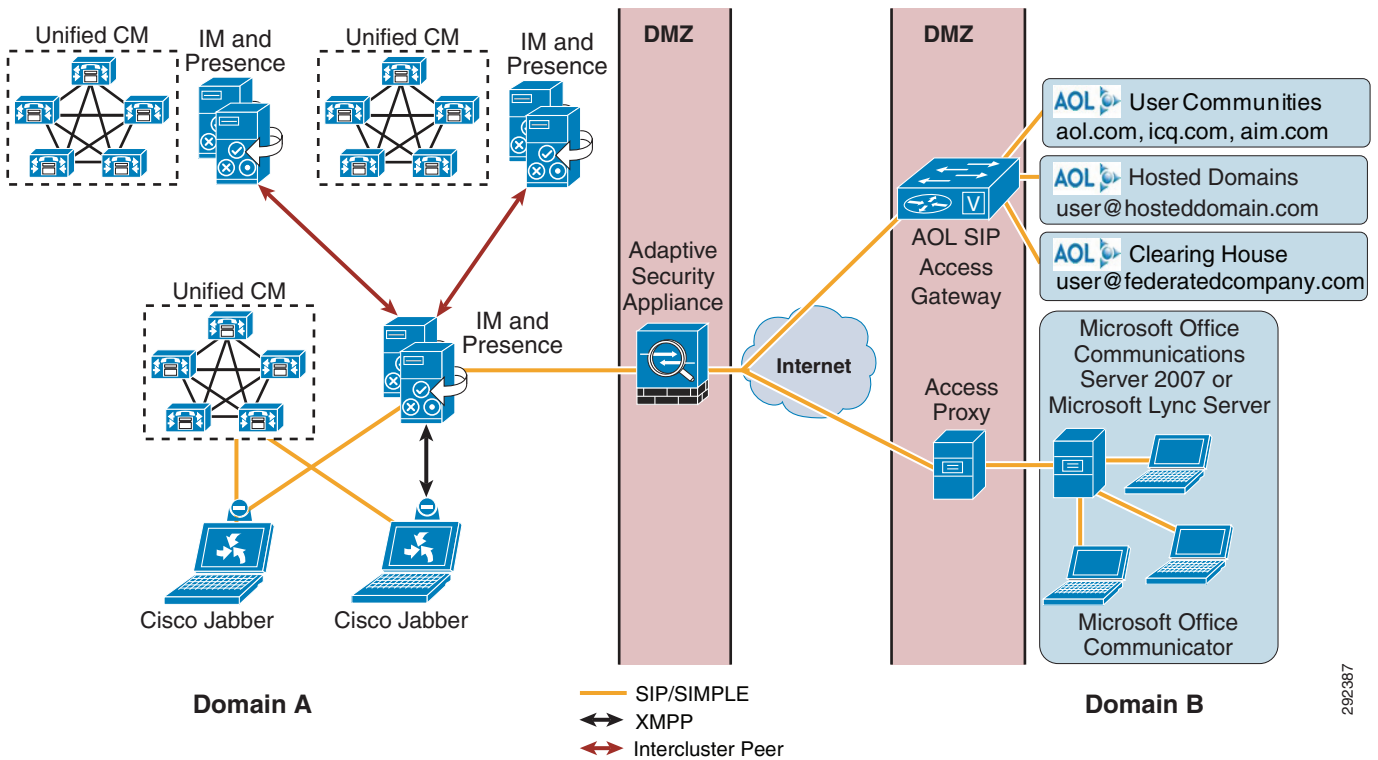 Unified CM
IM and
Presence
Unified CM
IM and
Presence
DMZ
DMZ
AOL User Communities
aol.com, icq.com, aim.com
AOL Hosted Domains
user@hosteddomain.com
AOL Clearing House
user@federatedcompany.com
V
AOL SIP
Access
Gateway
Adaptive
Security
Appliance
Unified CM
IM and
Presence
Internet
Access
Proxy
Microsoft Office
Communications
Server 2007 or
Microsoft Lync Server
Cisco Jabber
Cisco Jabber
Microsoft Office
Communicator
Domain A
SIP/SIMPLE
XMPP
Intercluster Peer
Domain B
292387